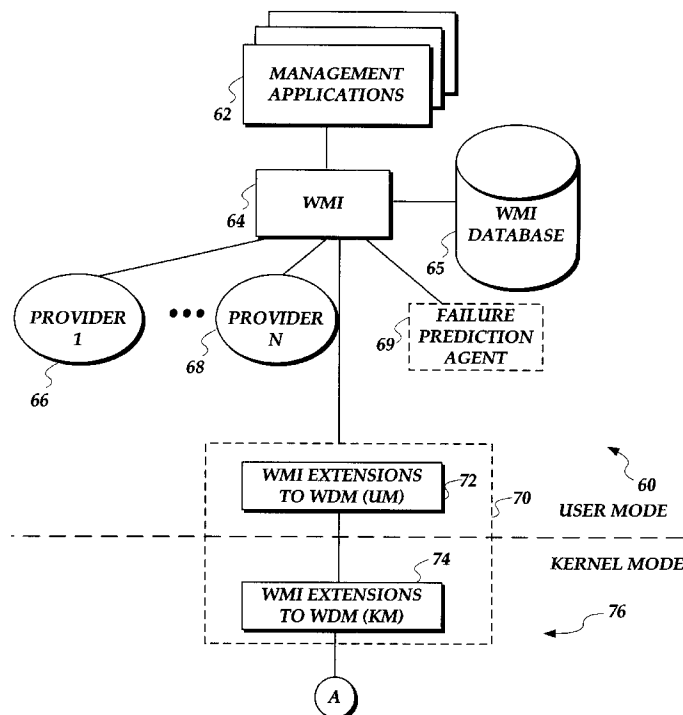 MANAGEMENT
APPLICATIONS
62
WMI
64
WMI
DATABASE
65
PROVIDER
1
66
PROVIDER
N
68
FAILURE
PREDICTION
AGENT
69
WMI EXTENSIONS
TO WDM (UM)
72
70
60
USER MODE
KERNEL MODE
74
WMI EXTENSIONS
TO WDM (KM)
76
A